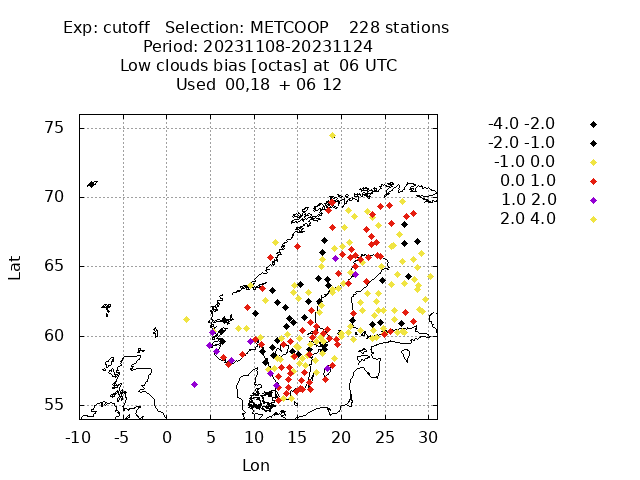 Exp: cutoff Selection: METCOOP 228 stations
Period: 20231108-20231124
Low clouds bias [octas] at 06 UTC
Used 00,18 + 06 12
-4.0 -2.0
-2.0 -1.0
-1.0 0.0
0.0 1.0
1.0 2.0
2.0 4.0
75
70
65
60
55
Lat
-10 -5 0 5 10 15 20 25 30
Lon